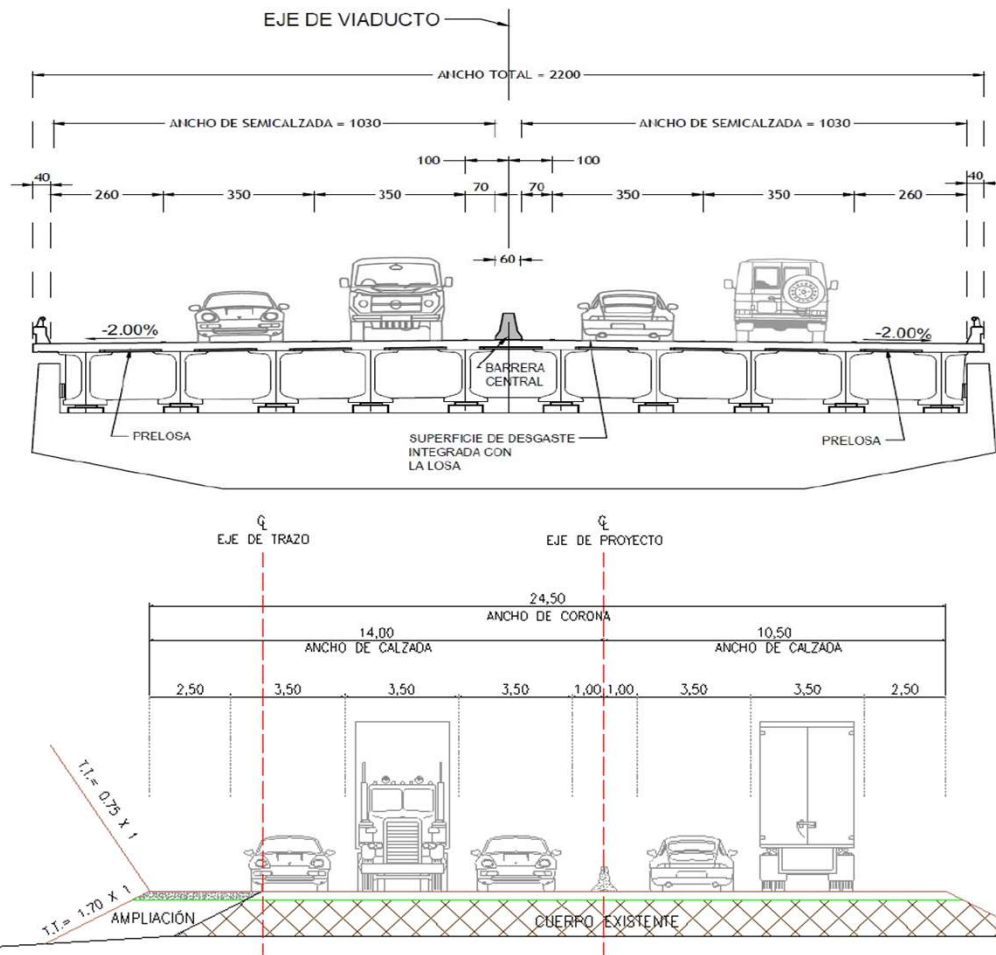 EJE DE VIADUCTO
ANCHO TOTAL = 2200
ANCHO DE SEMICALZADA = 1030 ANCHO DE SEMICALZADA = 1030
100 100
40 260 350 350 70 70 350 350 260 40
60
-2.00% -2.00%
BARRERA
CENTRAL
PRELOSA
SUPERFICIE DE DESGASTE
INTEGRADA CON
LA LOSA
PRELOSA
℄ ℄
EJE DE TRAZO EJE DE PROYECTO
24,50
ANCHO DE CORONA
14,00 10,50
ANCHO DE CALZADA ANCHO DE CALZADA
2,50 3,50 3,50 3,50 1,00 1,00 3,50 3,50 2,50
T.T.= 0.75 X 1
T.T.= 1.70 X 1
AMPLIACIÓN CUERPO EXISTENTE